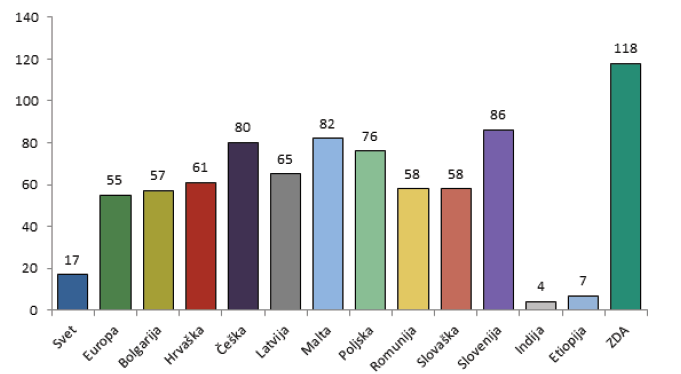 140
120
100
80
60
40
20
0
17
55
57
61
80
65
82
76
58
58
86
4
7
118
Svet
Europa
Bolgarija
Hrvaška
Češka
Latvija
Malta
Poljska
Romunija
Slovaška
Slovenija
Indija
Etiopija
ZDA